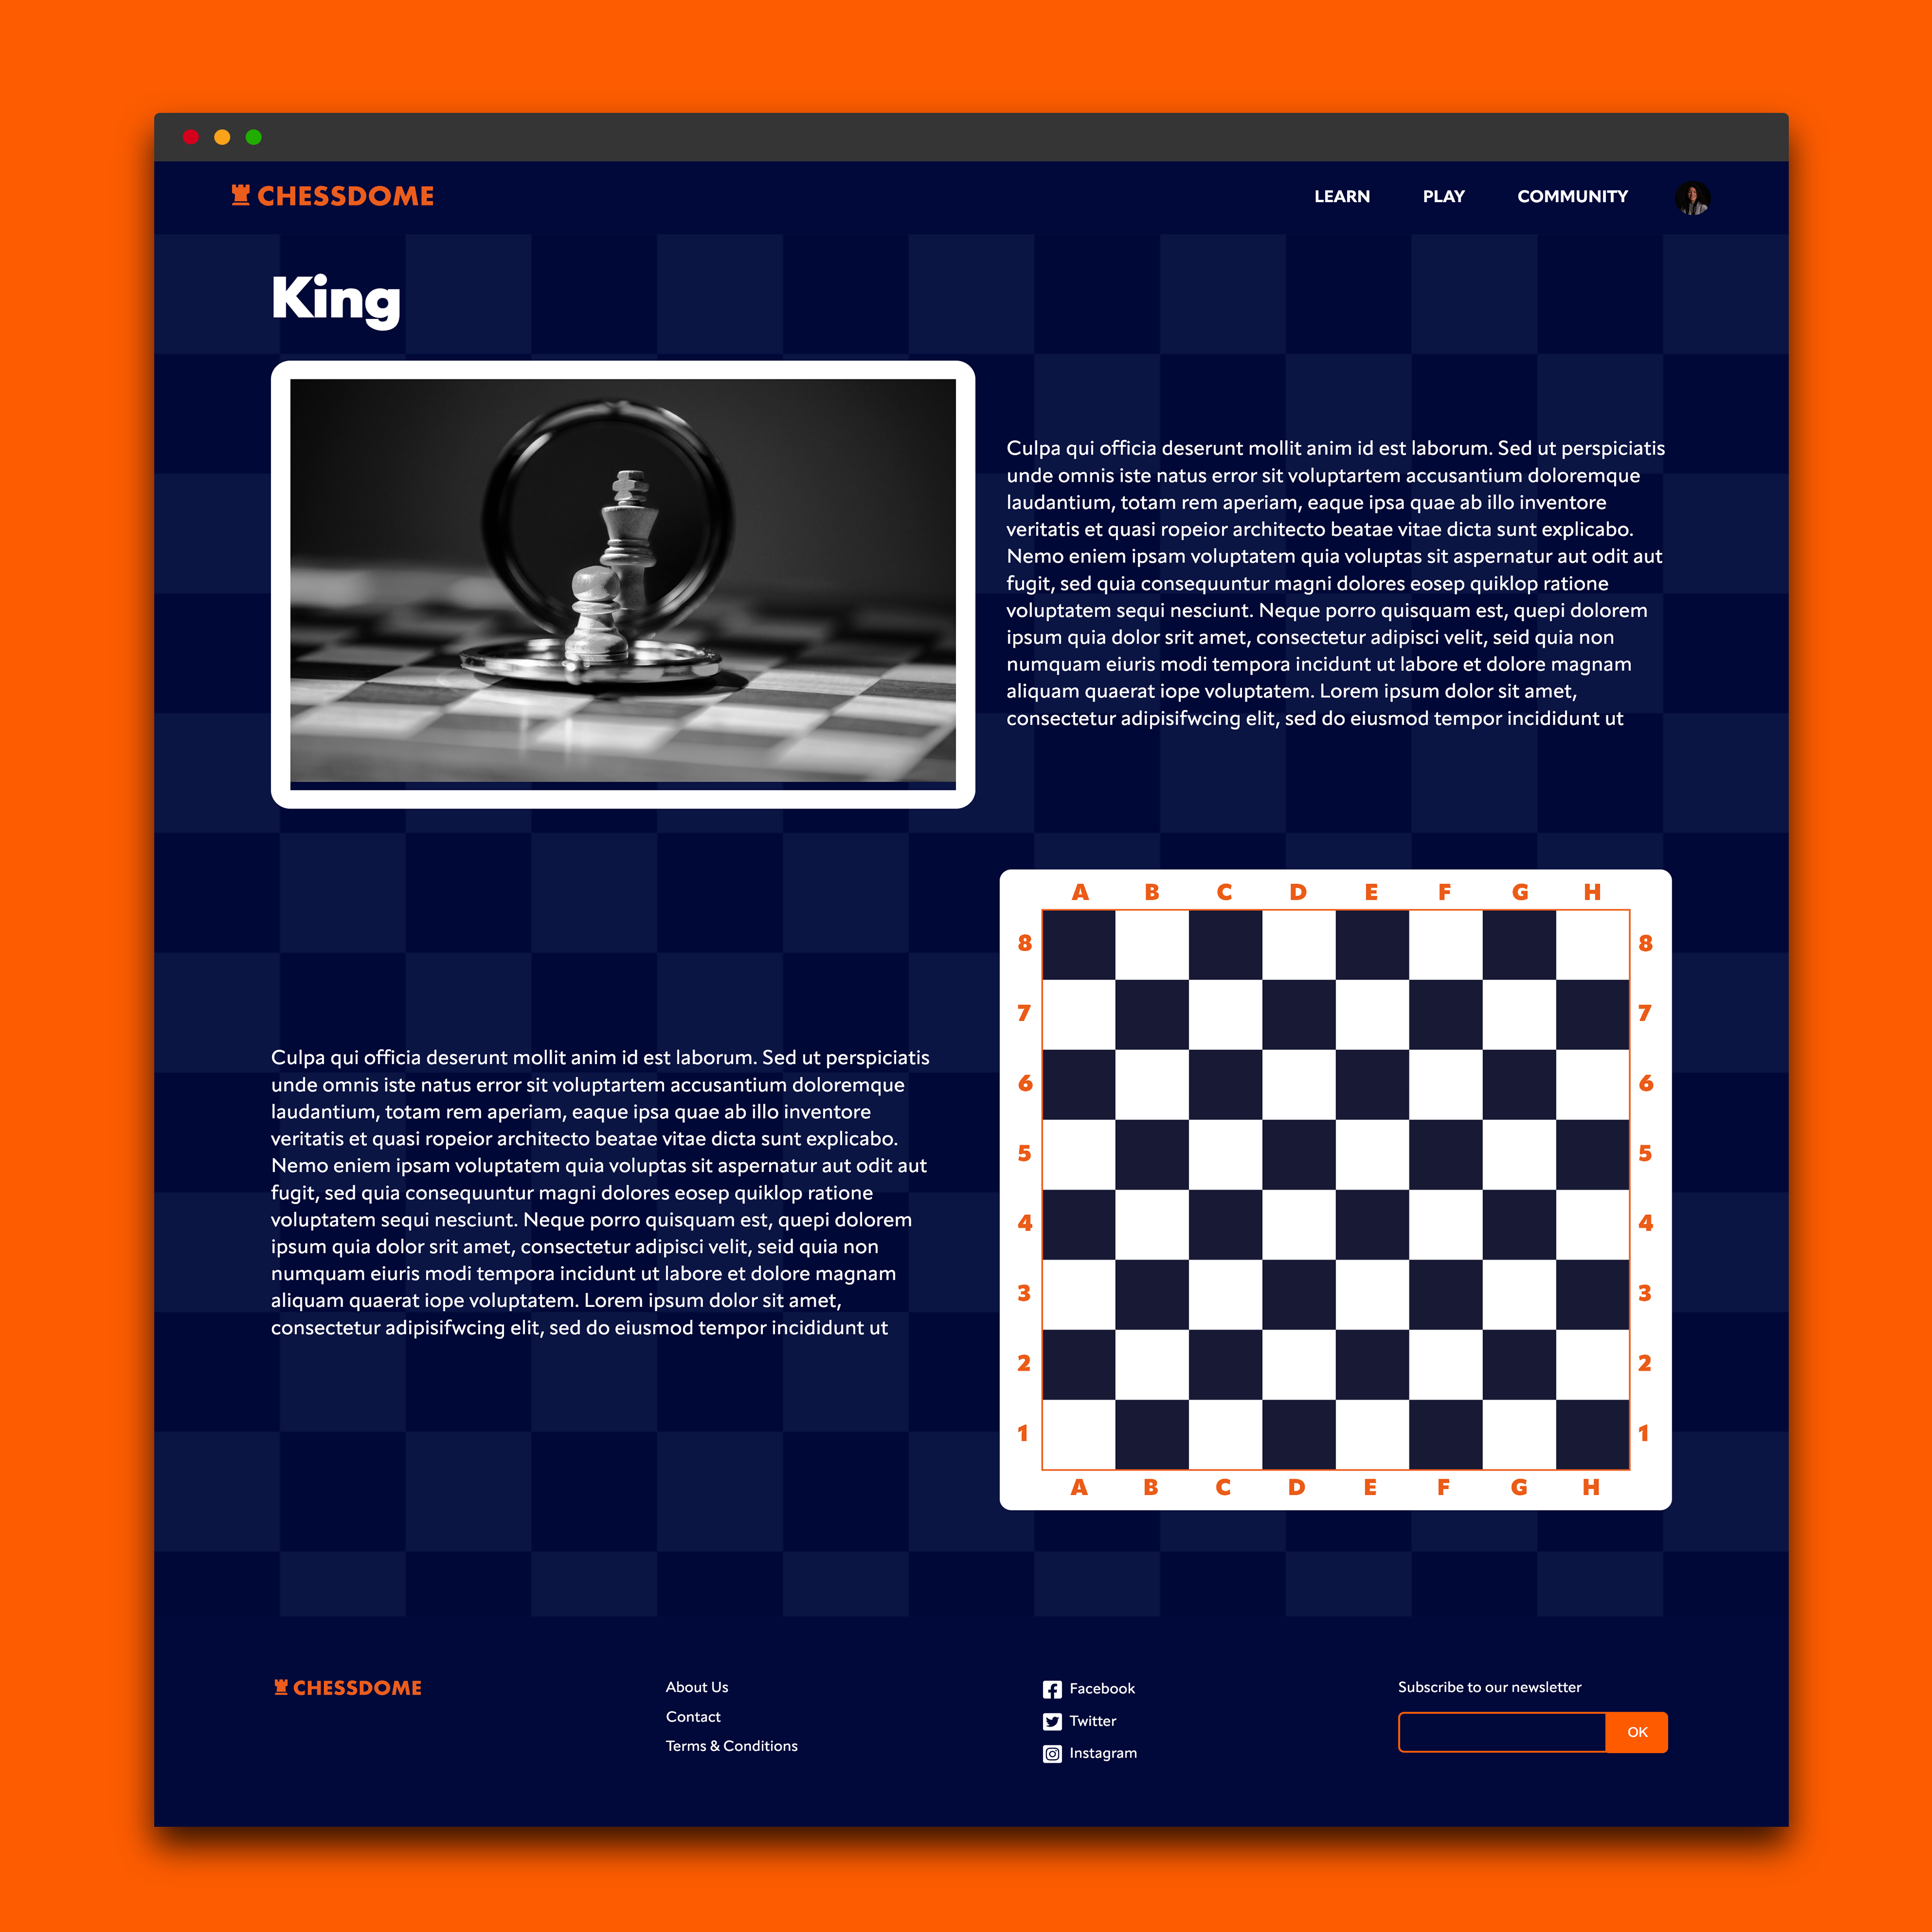 CHESSDOME
LEARN PLAY COMMUNITY
King
Culpa qui officia deserunt mollit anim id est laborum. Sed ut perspiciatis
unde omnis iste natus error sit voluptartem accusantium doloremque
laudantium, totam rem aperiam, eaque ipsa quae ab illo inventore
veritatis et quasi ropeior architecto beatae vitae dicta sunt explicabo.
Nemo eniem ipsam voluptatem quia voluptas sit aspernatur aut odit aut
fugit, sed quia consequuntur magni dolores eosep quiklop ratione
voluptatem sequi nesciunt. Neque porro quisquam est, quepi dolorem
ipsum quia dolor srit amet, consectetur adipisci velit, seid quia non
numquam eiuris modi tempora incidunt ut labore et dolore magnam
aliquam quaerat iope voluptatem. Lorem ipsum dolor sit amet,
consectetur adipisifwcing elit, sed do eiusmod tempor incididunt ut
Culpa qui officia deserunt mollit anim id est laborum. Sed ut perspiciatis
unde omnis iste natus error sit voluptartem accusantium doloremque
laudantium, totam rem aperiam, eaque ipsa quae ab illo inventore
veritatis et quasi ropeior architecto beatae vitae dicta sunt explicabo.
Nemo eniem ipsam voluptatem quia voluptas sit aspernatur aut odit aut
fugit, sed quia consequuntur magni dolores eosep quiklop ratione
voluptatem sequi nesciunt. Neque porro quisquam est, quepi dolorem
ipsum quia dolor srit amet, consectetur adipisci velit, seid quia non
numquam eiuris modi tempora incidunt ut labore et dolore magnam
aliquam quaerat iope voluptatem. Lorem ipsum dolor sit amet,
consectetur adipisifwcing elit, sed do eiusmod tempor incididunt ut
A B C D E F G H
8 8
7 7
6 6
5 5
4 4
3 3
2 2
1 1
A B C D E F G H
CHESSDOME
About Us
Contact
Terms & Conditions
Facebook
Twitter
Instagram
Subscribe to our newsletter
OK